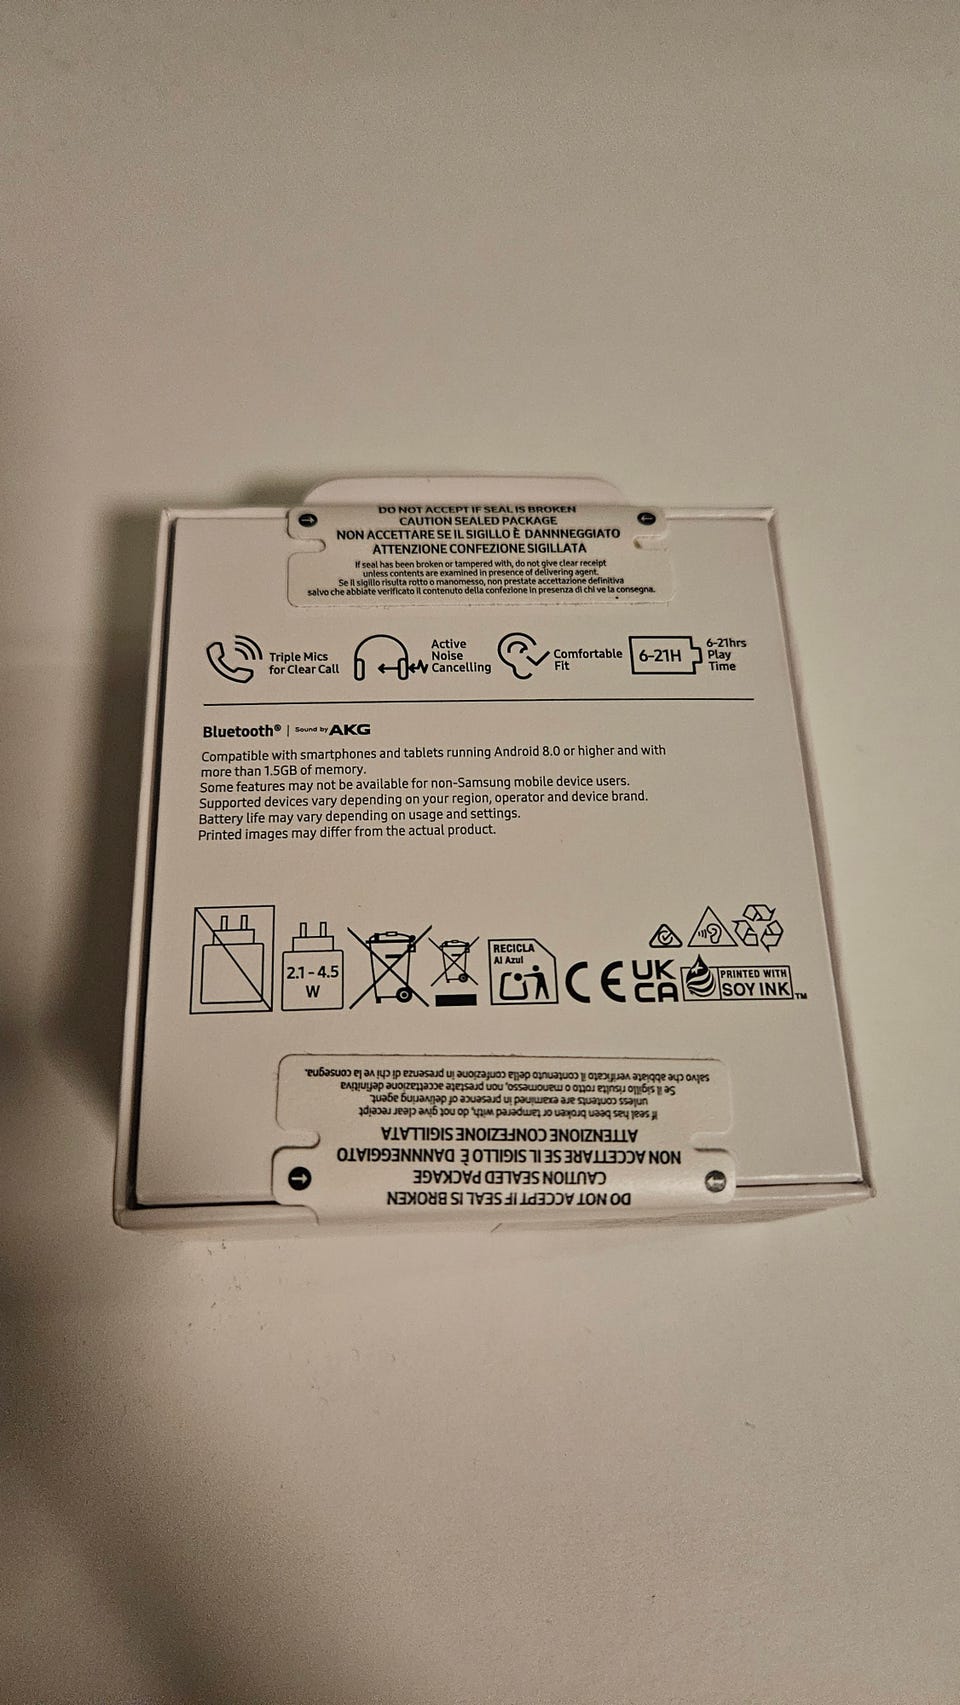 DO NOT ACCEPT IF SEAL IS BROKEN
CAUTION SEALED PACKAGE
NON ACCETTARE SE IL SIGILLO È DANNNEGGIATO
ATTENZIONE CONFEZIONE SIGILLATA
If seal has been broken or tampered with, do not give clear receipt
unless contents are examined in presence of delivering agent.
Se il sigillo risulta rotto o manomesso, non prestate accettazione definitiva
salvo che abbiate verificato il contenuto della confezione in presenza di chi ve la consegna.
Triple Mics
for Clear Call
Active
Noise
Cancelling
Comfortable
Fit
6-21H
6-21hrs
Play
Time
Bluetooth® | Sound by AKG
Compatible with smartphones and tablets running Android 8.0 or higher and with
more than 1.5GB of memory.
Some features may not be available for non-Samsung mobile device users.
Supported devices vary depending on your region, operator and device brand.
Battery life may vary depending on usage and settings.
Printed images may differ from the actual product.
2.1 - 4.5
W
RECICLA
Al Azul
CE
UK
CA
PRINTED WITH
SOY INK™
DO NOT ACCEPT IF SEAL IS BROKEN
CAUTION SEALED PACKAGE
NON ACCETTARE SE IL SIGILLO È DANNNEGGIATO
ATTENZIONE CONFEZIONE SIGILLATA
If seal has been broken or tampered with, do not give clear receipt
unless contents are examined in presence of delivering agent.
Se il sigillo risulta rotto o manomesso, non prestate accettazione definitiva
salvo che abbiate verificato il contenuto della confezione in presenza di chi ve la consegna.